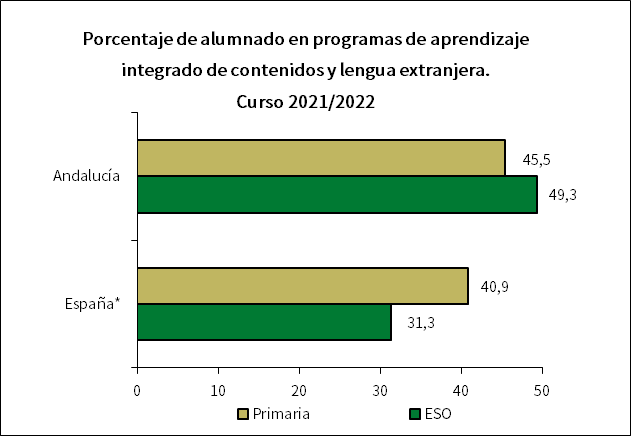 Porcentaje de alumnado en programas de aprendizaje
integrado de contenidos y lengua extranjera.
Curso 2021/2022
Andalucía
45,5
49,3
España*
40,9
31,3
0 10 20 30 40 50
Primaria ESO